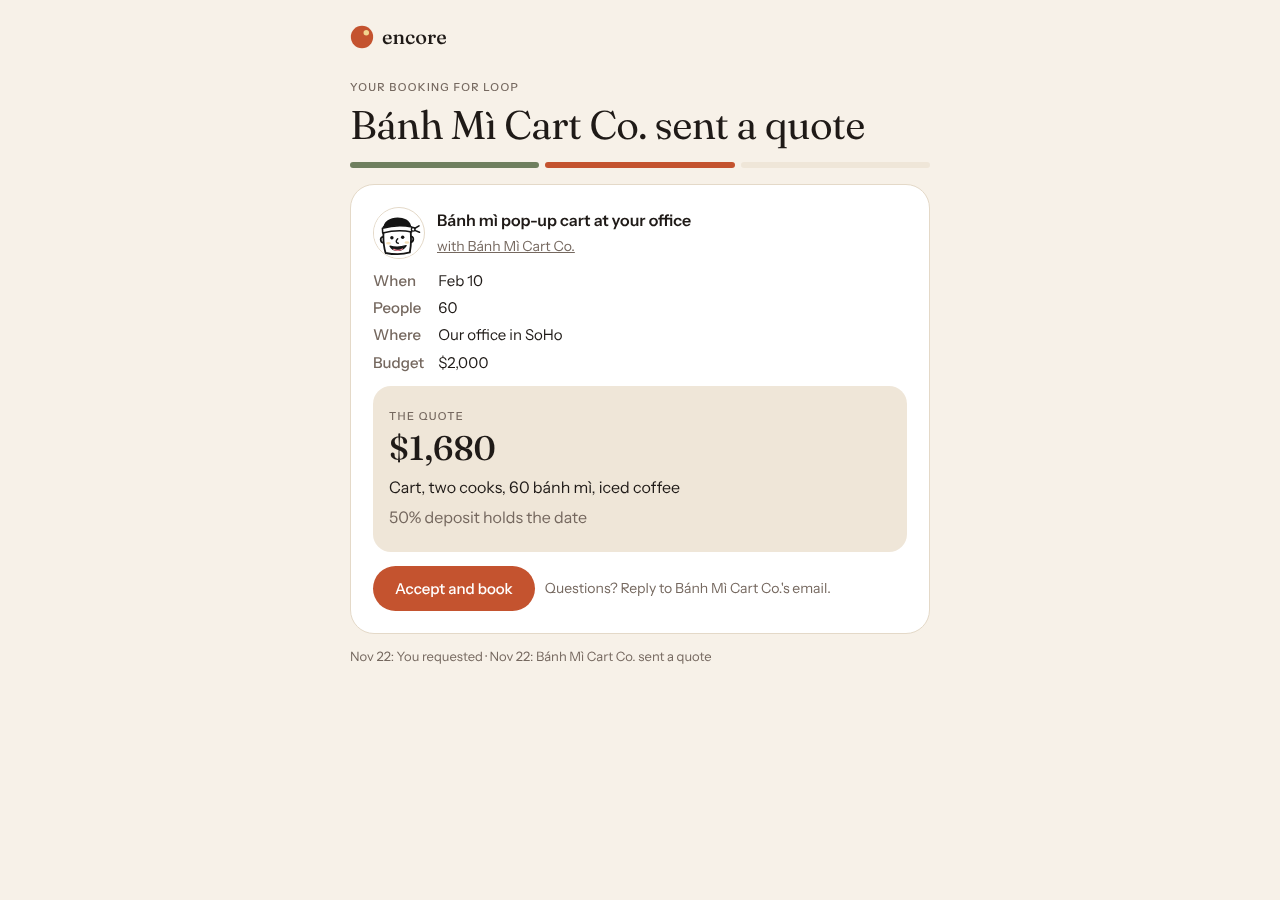 encore
YOUR BOOKING FOR LOOP
Bánh Mì Cart Co. sent a quote
Bánh mì pop-up cart at your office
with Bánh Mì Cart Co.
When Feb 10
People 60
Where Our office in SoHo
Budget $2,000
THE QUOTE
$1,680
Cart, two cooks, 60 bánh mì, iced coffee
50% deposit holds the date
Accept and book Questions? Reply to Bánh Mì Cart Co.'s email.
Nov 22: You requested · Nov 22: Bánh Mì Cart Co. sent a quote